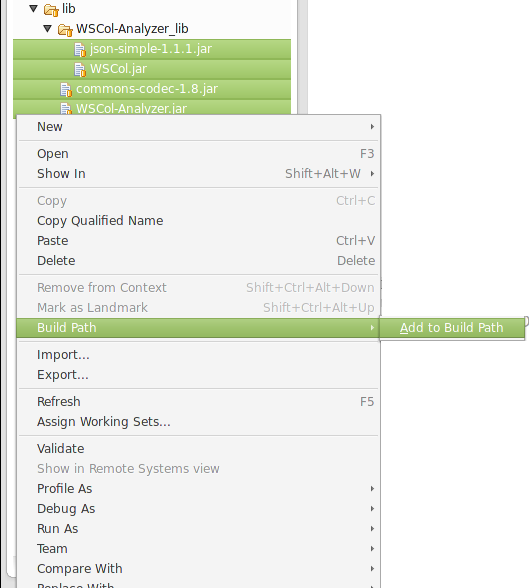 lib
WSCol-Analyzer_lib
json-simple-1.1.1.jar
WSCol.jar
commons-codec-1.8.jar
WSCol-Analyzer.jar
New
Open F3
Show In Shift+Alt+W
Copy Ctrl+C
Copy Qualified Name
Paste Ctrl+V
Delete Delete
Remove from Context Shift+Ctrl+Alt+Down
Mark as Landmark Shift+Ctrl+Alt+Up
Build Path Add to Build Path
Import...
Export...
Refresh F5
Assign Working Sets...
Validate
Show in Remote Systems view
Profile As
Debug As
Run As
Team
Compare With
Replace With